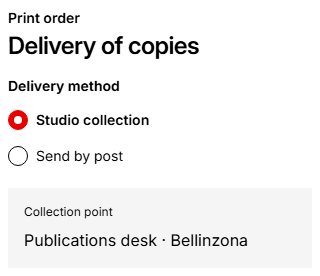 Print order
Delivery of copies
Delivery method
Studio collection
Send by post
Collection point
Publications desk · Bellinzona